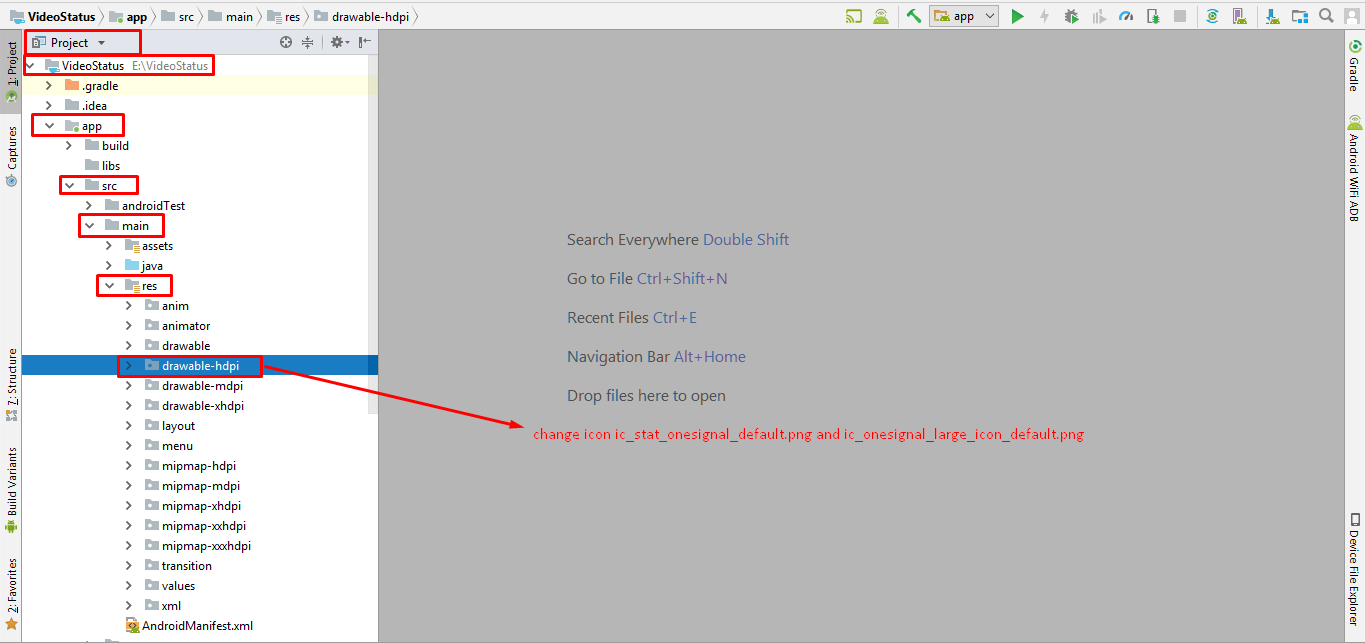 VideoStatus app src main res drawable-hdpi
app
Project
1: Project
Captures
7: Structure
Build Variants
2: Favorites
VideoStatus E:\VideoStatus
.gradle
.idea
app
build
libs
src
androidTest
main
assets
java
res
anim
animator
drawable
drawable-hdpi
drawable-mdpi
drawable-xhdpi
layout
menu
mipmap-hdpi
mipmap-mdpi
mipmap-xhdpi
mipmap-xxhdpi
mipmap-xxxhdpi
transition
values
xml
AndroidManifest.xml
Search Everywhere Double Shift
Go to File Ctrl+Shift+N
Recent Files Ctrl+E
Navigation Bar Alt+Home
Drop files here to open
change icon ic_stat_onesignal_default.png and ic_onesignal_large_icon_default.png
Gradle
Android WiFi ADB
Device File Explorer